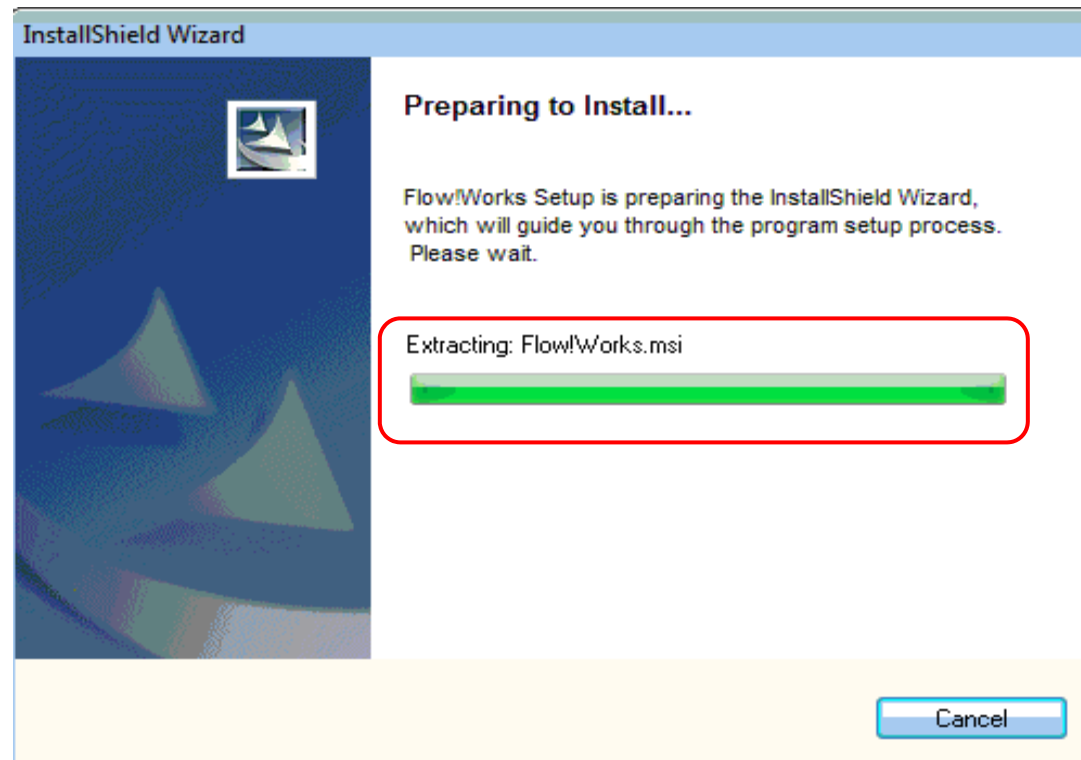 InstallShield Wizard
Preparing to Install...
Flow!Works Setup is preparing the InstallShield Wizard,
which will guide you through the program setup process.
Please wait.
Extracting: Flow!Works.msi
Cancel